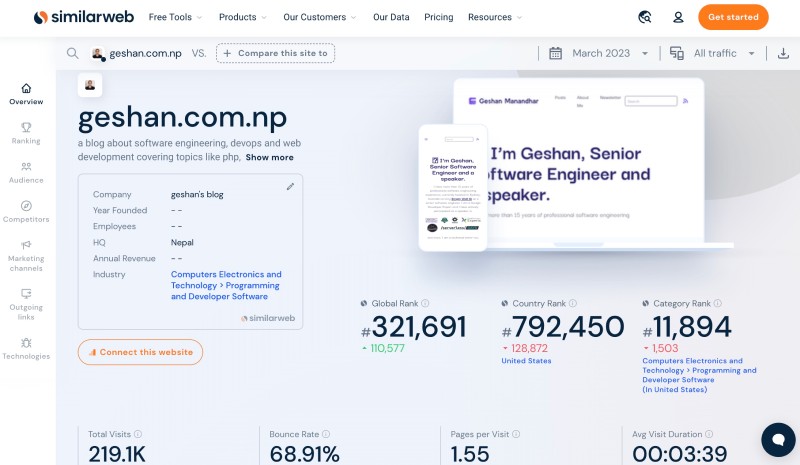 similarweb
Free Tools
Products
Our Customers
Our Data
Pricing
Resources
Get started
geshan.com.np
VS.
+ Compare this site to
March 2023
All traffic
Overview
Ranking
Audience
Competitors
Marketing
channels
Outgoing
links
Technologies
geshan.com.np
a blog about software engineering, devops and web
development covering topics like php, Show more
Company geshan's blog
Year Founded - -
Employees - -
HQ Nepal
Annual Revenue - -
Industry Computers Electronics and
Technology > Programming
and Developer Software
similarweb
Connect this website
Geshan Manandhar
Posts
About
Me
Newsletter
I'm Geshan, Senior
ftware Engineer and
speaker.
more than 15 years of professional software engineering
I'm Geshan,
Senior Software
Engineer and a
speaker.
Global Rank
#321,691
110,577
Country Rank
#792,450
128,872
United States
Category Rank
#11,894
1,503
Computers Electronics and
Technology > Programming and
Developer Software
(In United States)
Total Visits
219.1K
Bounce Rate
68.91%
Pages per Visit
1.55
Avg Visit Duration
00:03:39